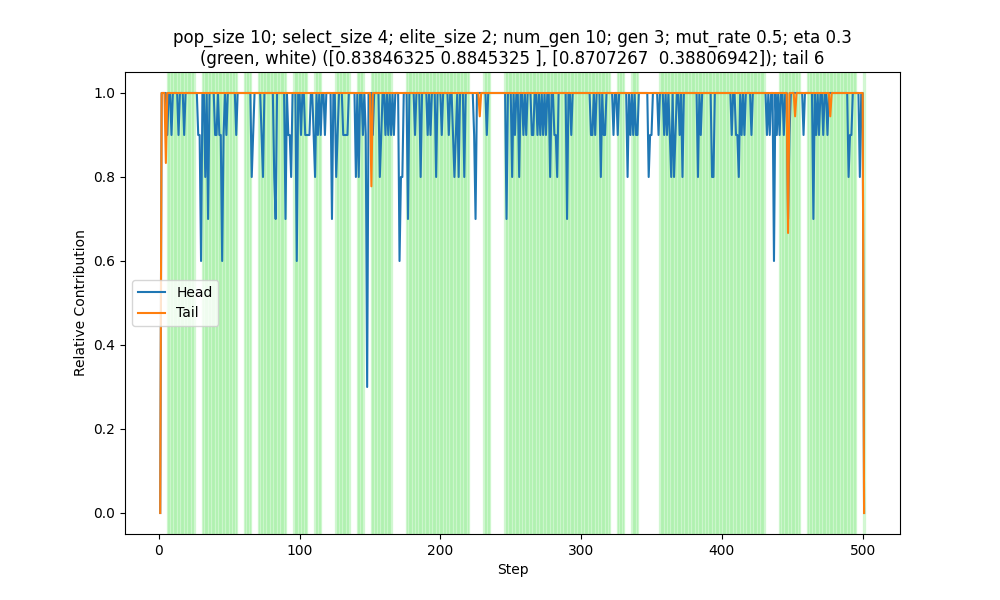 pop_size 10; select_size 4; elite_size 2; num_gen 10; gen 3; mut_rate 0.5; eta 0.3
(green, white) ([0.83846325 0.8845325 ], [0.8707267  0.38806942]); tail 6
1.0
0.8
0.6
0.4
0.2
0.0
Relative Contribution
Head
Tail
0
100
200
300
400
500
Step